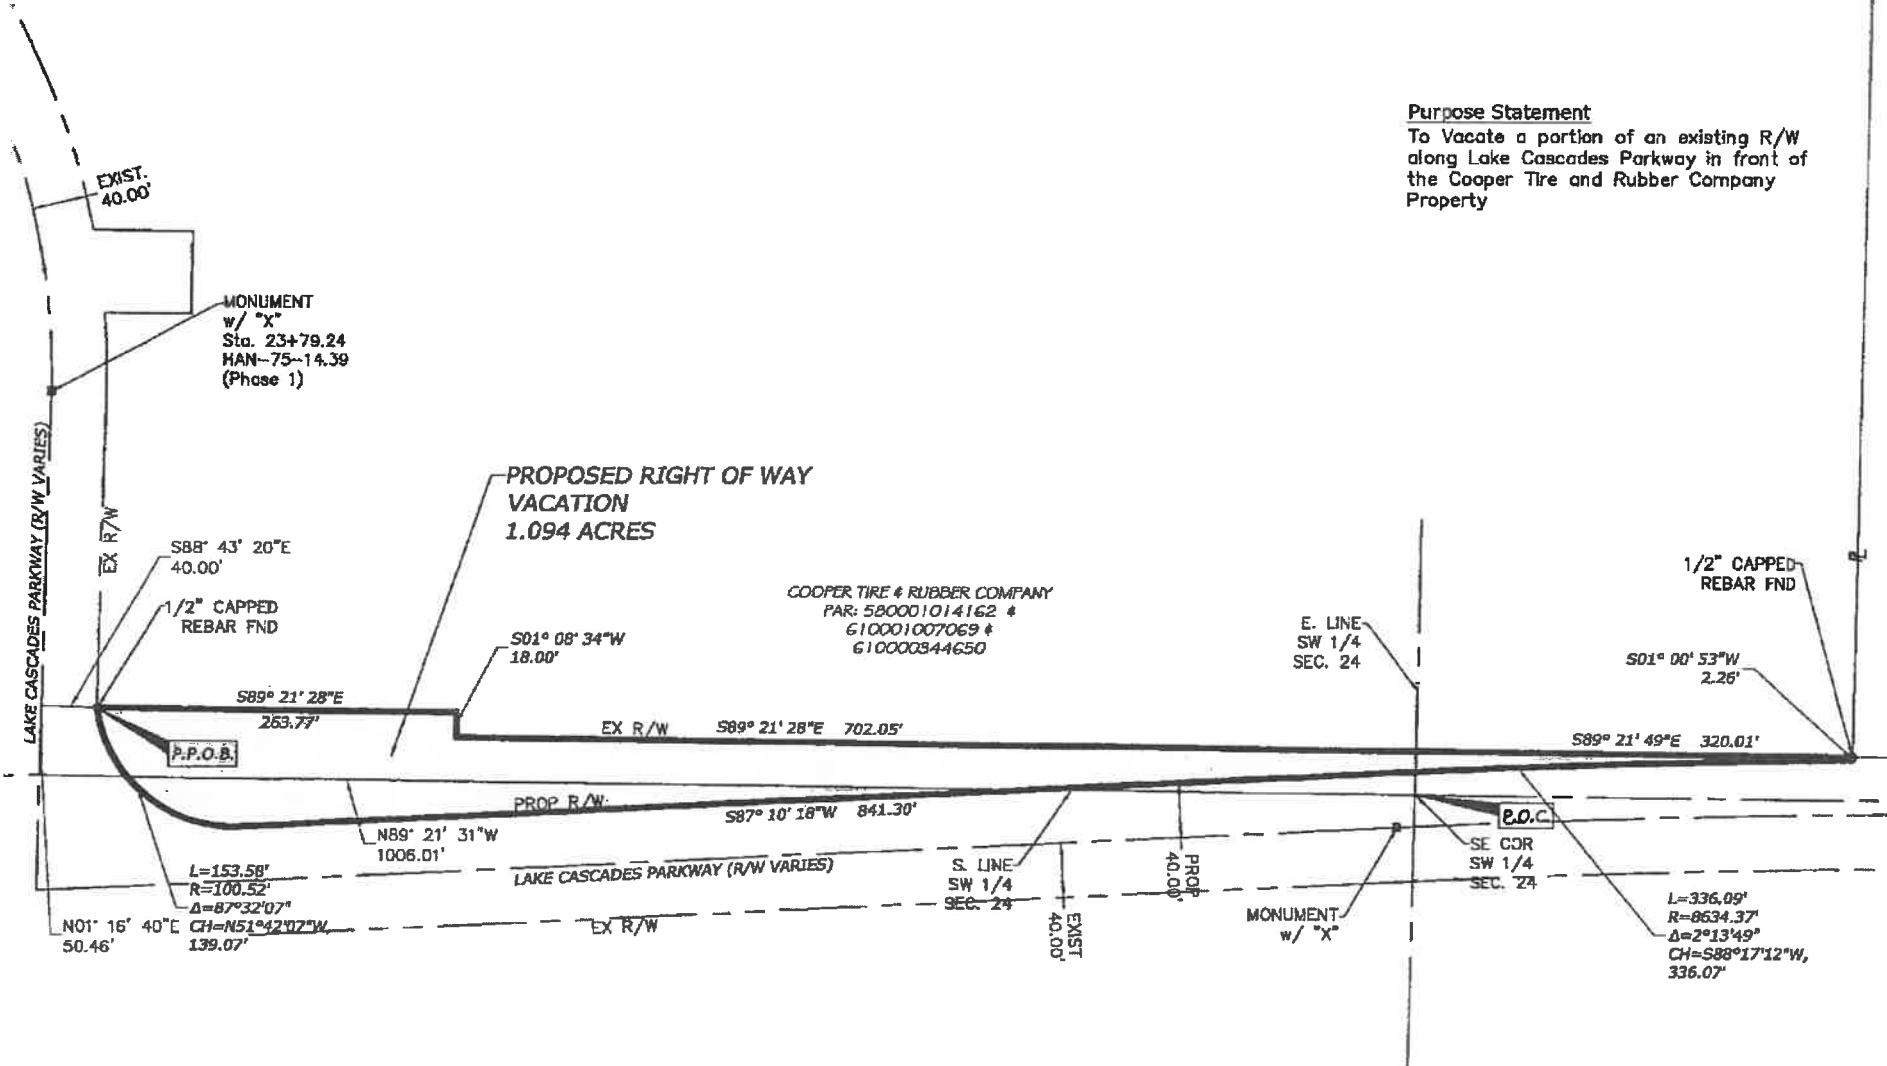 Purpose Statement
To Vacate a portion of an existing R/W
along Lake Cascades Parkway in front of
the Cooper Tire and Rubber Company
Property
EXIST.
40.00'
MONUMENT
w/ "X"
Sta. 23+79.24
HAN-75-14.39
(Phase 1)
LAKE CASCADES PARKWAY (R/W VARIES)
EX R/W
PROPOSED RIGHT OF WAY
VACATION
1.094 ACRES
S88° 43' 20"E
40.00'
1/2" CAPPED
REBAR FND
S01° 08' 34"W
18.00'
COOPER TIRE & RUBBER COMPANY
PAR: 580001014162 &
610001007069 &
610000344650
E. LINE
SW 1/4
SEC. 24
1/2" CAPPED
REBAR FND
S01° 00' 53"W
2.26'
PL
S89° 21' 28"E
263.77'
P.P.O.B.
EX R/W
S89° 21' 28"E 702.05'
S89° 21' 49"E 320.01'
PROP R/W
S87° 10' 18"W 841.30'
N89° 21' 31"W
1006.01'
P.O.C.
LAKE CASCADES PARKWAY (R/W VARIES)
S. LINE
SW 1/4
SEC. 24
PROP
40.00'
SE COR
SW 1/4
SEC. 24
L=153.58'
R=100.52'
Δ=87°32'07"
CH=N51°42'07"W,
139.07'
N01° 16' 40"E
50.46'
EX R/W
EXIST
40.00'
MONUMENT
w/ "X"
L=336.09'
R=8634.37'
Δ=2°13'49"
CH=S88°17'12"W,
336.07'